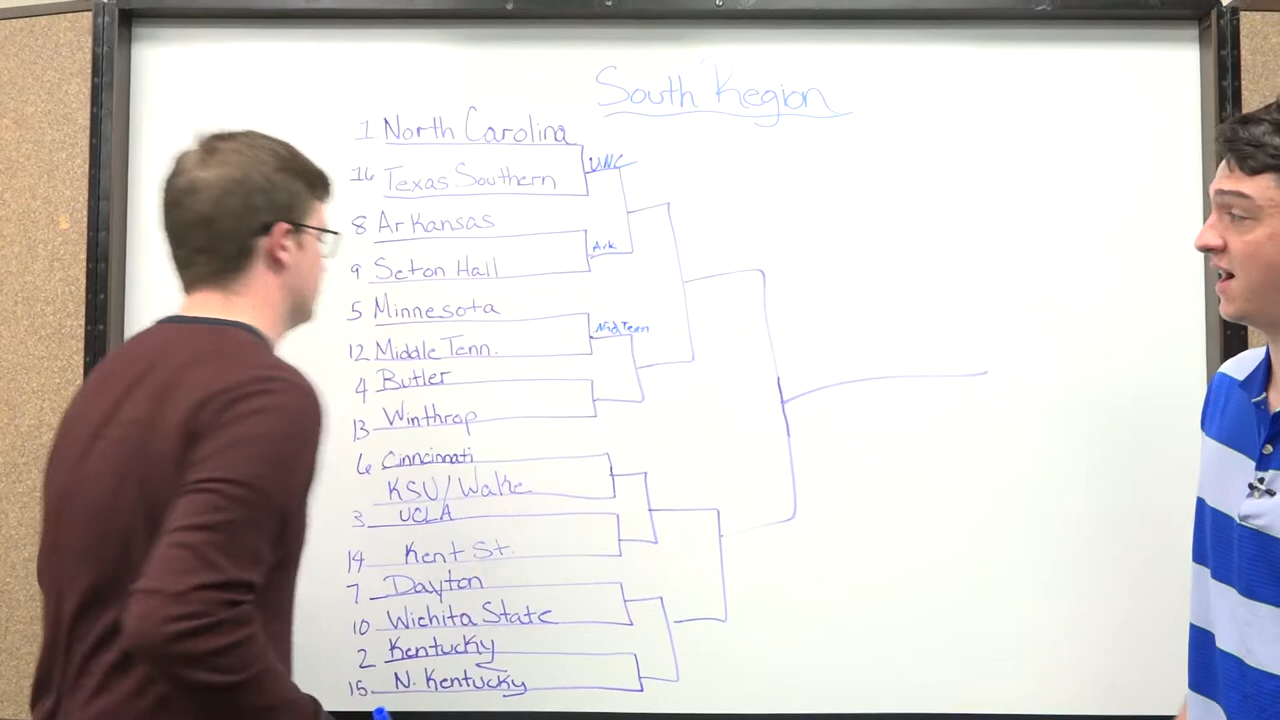 South Region
1 North Carolina
16 Texas Southern
UNC
8 Arkansas
9 Seton Hall
Ark
5 Minnesota
12 Middle Tenn.
Mid Tenn
4 Butler
13 Winthrop
6 Cinncinnati
KSU/Wake
3 UCLA
14 Kent St.
7 Dayton
10 Wichita State
2 Kentucky
15 N. Kentucky